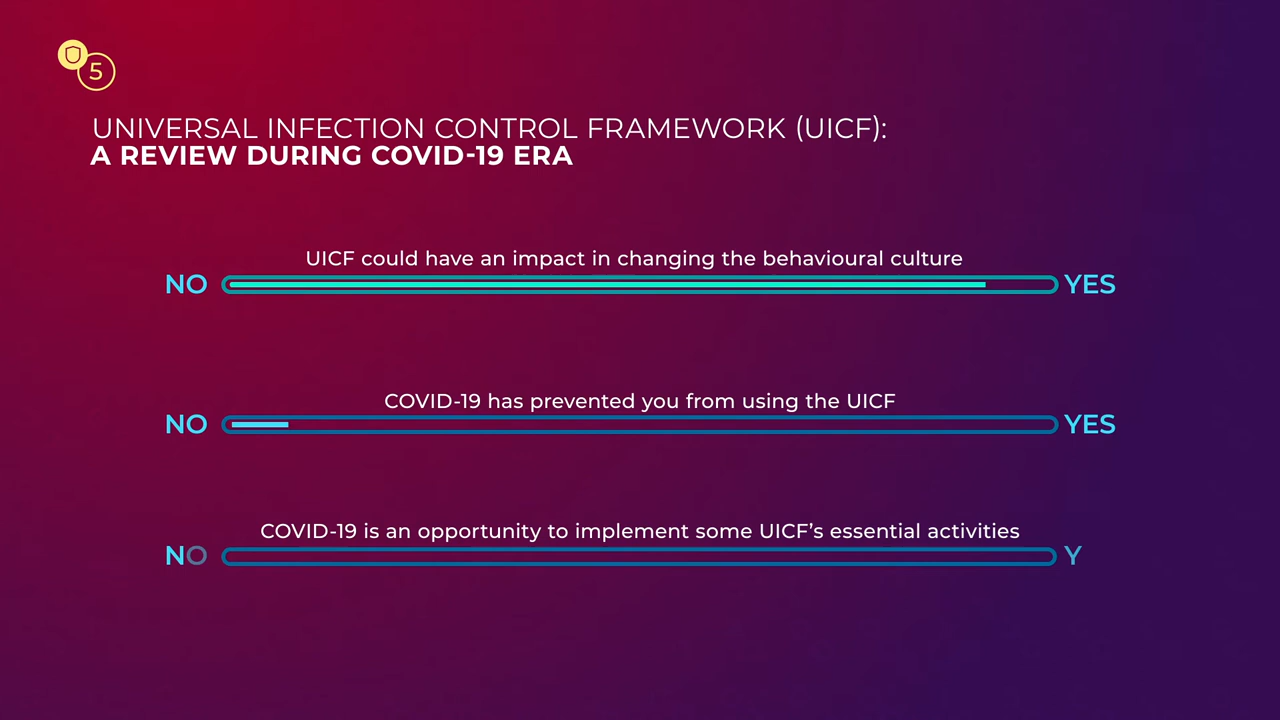 5
UNIVERSAL INFECTION CONTROL FRAMEWORK (UICF):
A REVIEW DURING COVID-19 ERA
UICF could have an impact in changing the behavioural culture
NO YES
COVID-19 has prevented you from using the UICF
NO YES
COVID-19 is an opportunity to implement some UICF's essential activities
NO Y